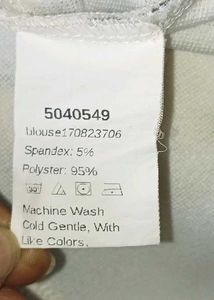 5040549
blouse170823706
Spandex: 5%
Polyster: 95%
Machine Wash
Cold Gentle, With
Like Colors,